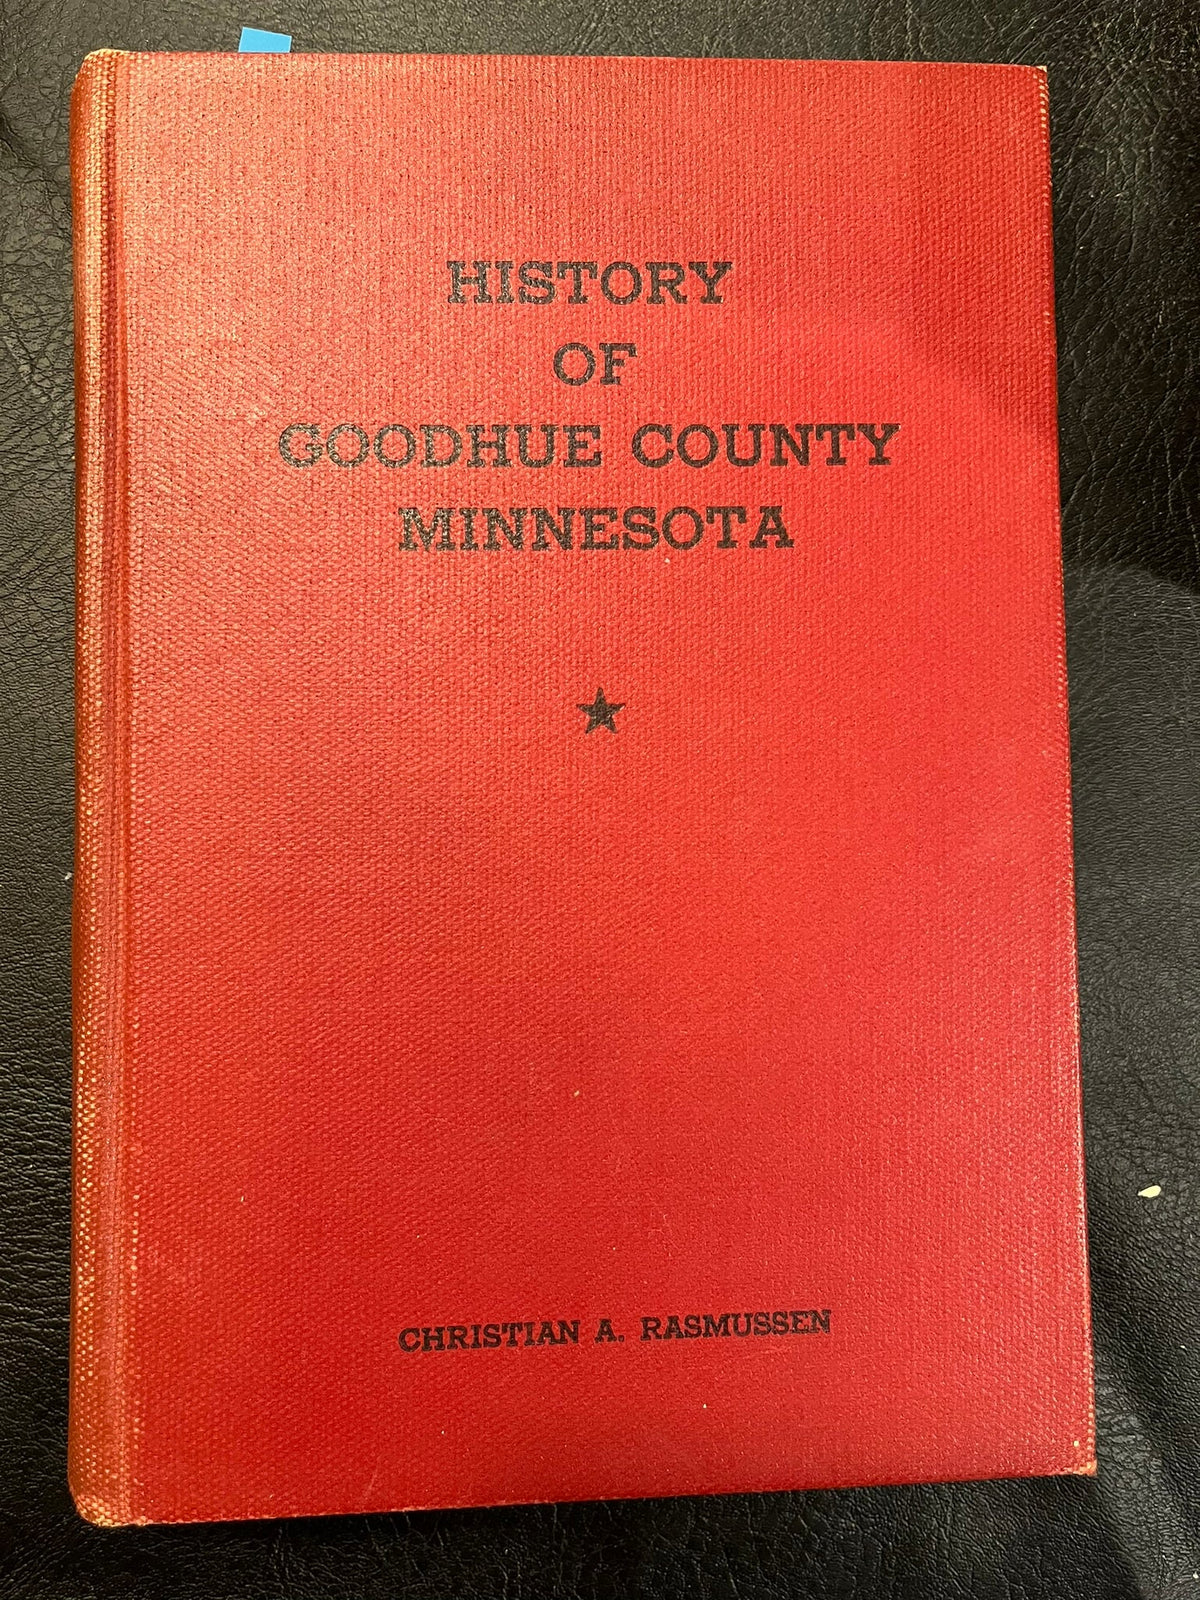 HISTORY
OF
GOODHUE COUNTY
MINNESOTA
CHRISTIAN A. RASMUSSEN